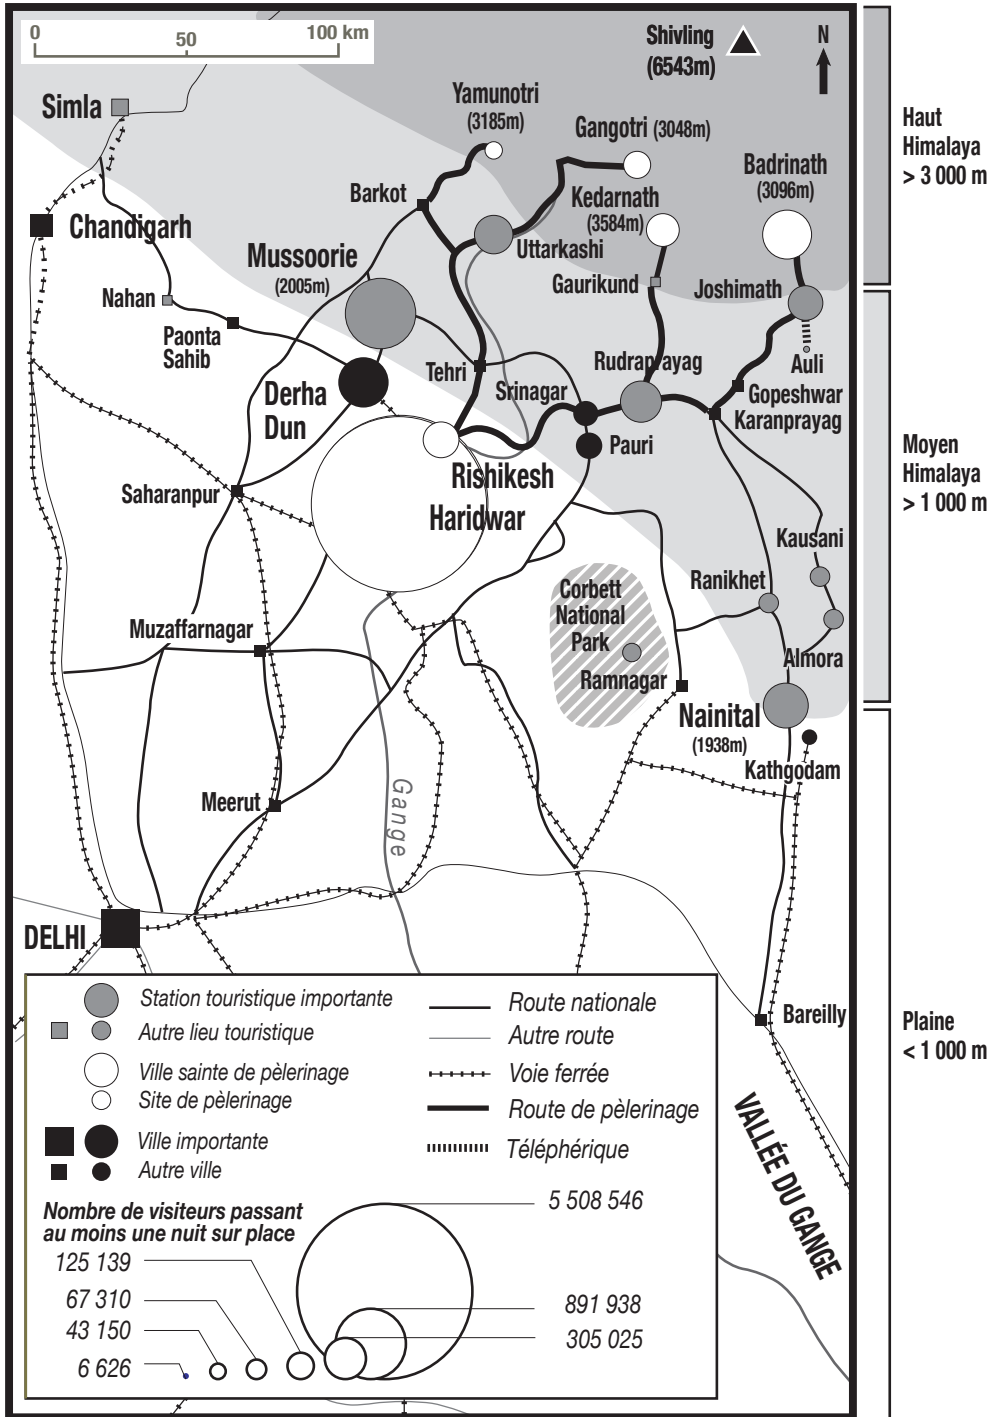 0
50
100 km
Shivling
(6543m)
N
Simla
Yamunotri
(3185m)
Gangotri (3048m)
Badrinath
(3096m)
Haut
Himalaya
> 3 000 m
Barkot
Kedarnath
(3584m)
Chandigarh
Uttarkashi
Mussoorie
(2005m)
Gaurikund
Joshimath
Nahan
Paonta
Sahib
Auli
Rudraprayag
Tehri
Srinagar
Gopeshwar
Karanprayag
Derha
Dun
Pauri
Moyen
Himalaya
> 1 000 m
Rishikesh
Saharanpur
Haridwar
Kausani
Ranikhet
Corbett
National
Park
Muzaffarnagar
Almora
Ramnagar
Nainital
(1938m)
Kathgodam
Meerut
Gange
DELHI
Bareilly
Plaine
< 1 000 m
VALLÉE DU GANGE
Station touristique importante
Autre lieu touristique
Ville sainte de pèlerinage
Site de pèlerinage
Ville importante
Autre ville
Route nationale
Autre route
Voie ferrée
Route de pèlerinage
Téléphérique
Nombre de visiteurs passant
au moins une nuit sur place
5 508 546
125 139
67 310
891 938
43 150
305 025
6 626